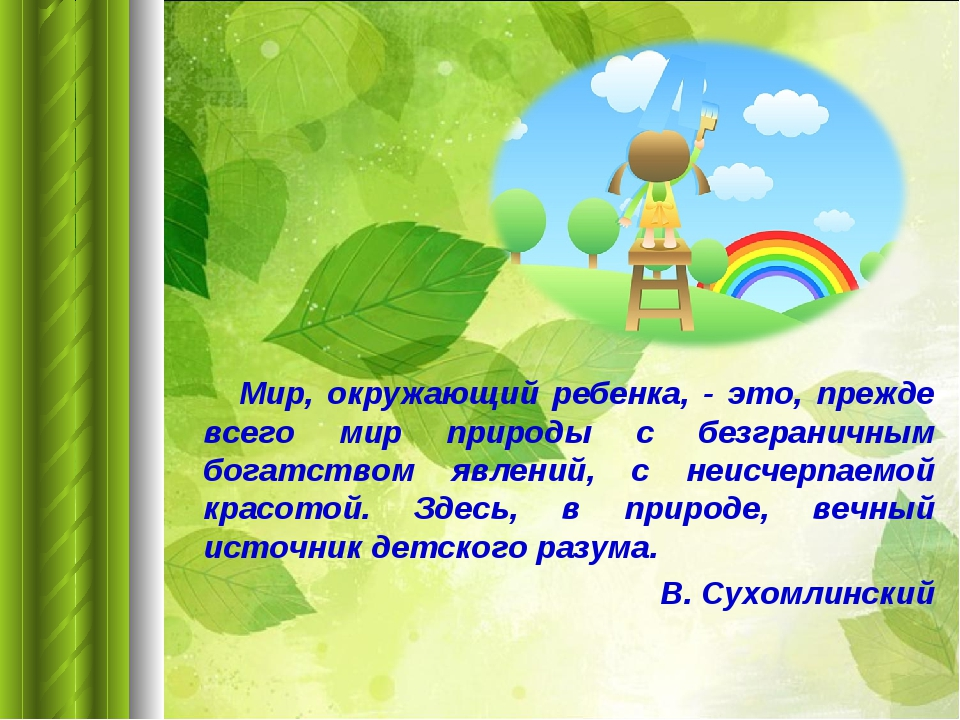 Мир, окружающий ребенка, - это, прежде
всего мир природы с безграничным
богатством явлений, с неисчерпаемой
красотой. Здесь, в природе, вечный
источник детского разума.
В. Сухомлинский